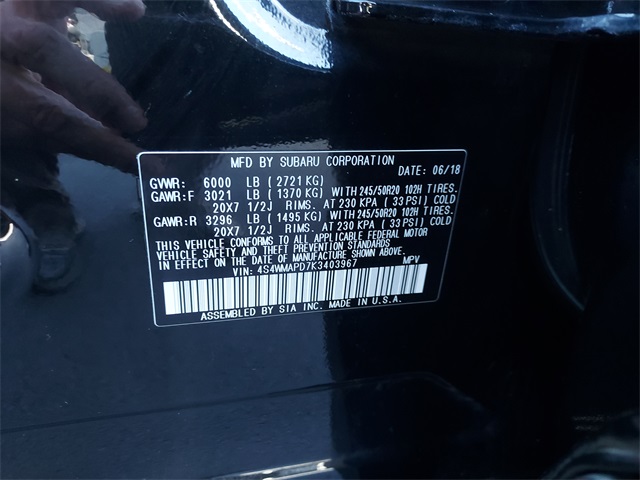 MFD BY SUBARU CORPORATION
DATE: 06/18
GVWR: 6000 LB (2721 KG)
GAWR:F 3021 LB (1370 KG) WITH 245/50R20 102H TIRES.
20X7 1/2J RIMS. AT 230 KPA (33 PSI) COLD
GAWR:R 3296 LB (1495 KG) WITH 245/50R20 102H TIRES.
20X7 1/2J RIMS. AT 230 KPA (33 PSI) COLD
THIS VEHICLE CONFORMS TO ALL APPLICABLE FEDERAL MOTOR
VEHICLE SAFETY AND THEFT PREVENTION STANDARDS
IN EFFECT ON THE DATE OF MANUFACTURE SHOWN ABOVE.
VIN: 4S4WMAPD7K3403967 MPV
ASSEMBLED BY SIA INC. MADE IN U.S.A.